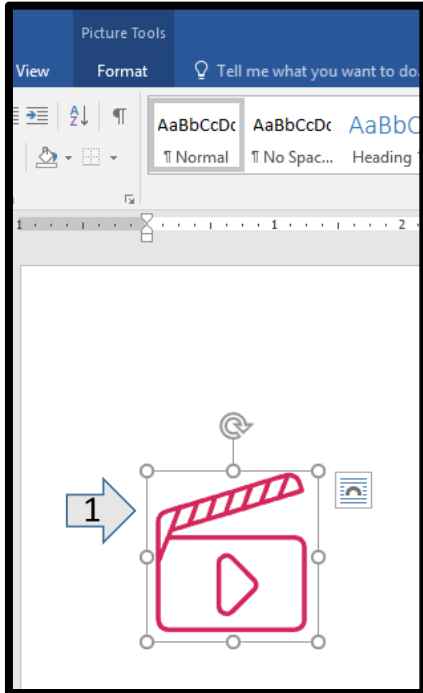 Picture Tools
View Format Tell me what you want to do.
A
Z
AaBbCcDc AaBbCcDc AaBbC
¶ Normal ¶ No Spac... Heading
1 1 2
1